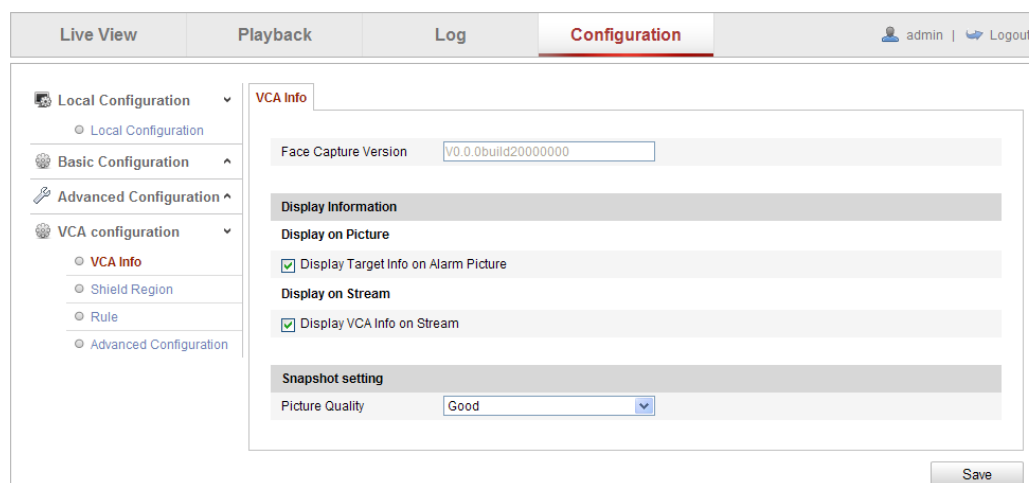 Live View Playback Log Configuration admin | Logout
Local Configuration
Local Configuration
Basic Configuration
Advanced Configuration
VCA configuration
VCA Info
Shield Region
Rule
Advanced Configuration
VCA Info
Face Capture Version V0.0.0build20000000
Display Information
Display on Picture
Display Target Info on Alarm Picture
Display on Stream
Display VCA Info on Stream
Snapshot setting
Picture Quality Good
Save